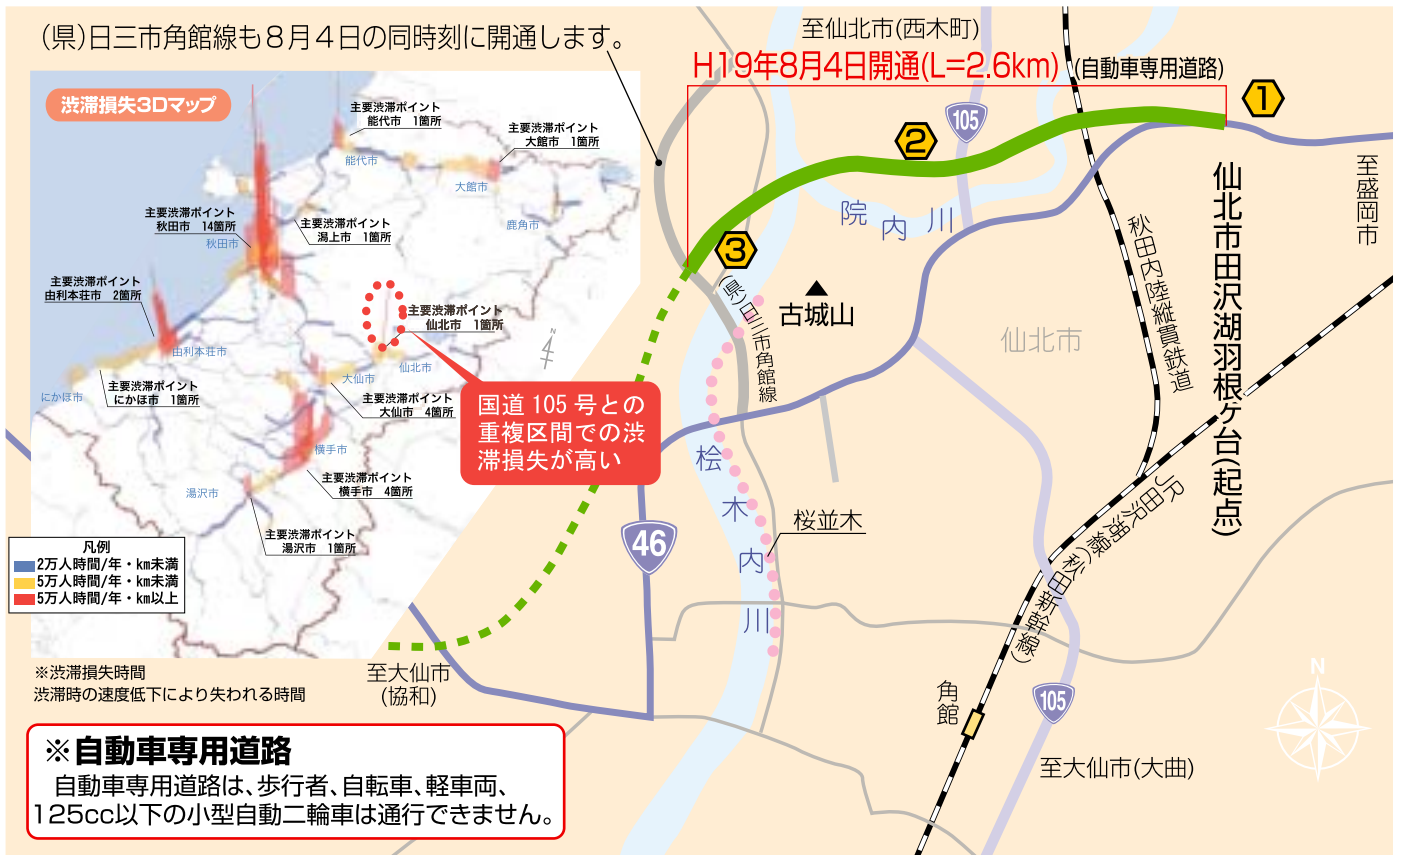 (県)日三市角館線も8月4日の同時刻に開通します。
至仙北市(西木町)
H19年8月4日開通(L=2.6km)
(自動車専用道路)
渋滞損失3Dマップ
主要渋滞ポイント
能代市 1箇所
主要渋滞ポイント
大館市 1箇所
能代市
大館市
鹿角市
主要渋滞ポイント
秋田市 14箇所
秋田市
主要渋滞ポイント
潟上市 1箇所
主要渋滞ポイント
由利本荘市 2箇所
由利本荘市
主要渋滞ポイント
仙北市 1箇所
仙北市
N
主要渋滞ポイント
にかほ市 1箇所
にかほ市
大仙市
主要渋滞ポイント
大仙市 4箇所
横手市
主要渋滞ポイント
横手市 4箇所
湯沢市
主要渋滞ポイント
湯沢市 1箇所
国道105号との
重複区間での渋
滞損失が高い
凡例
2万人時間/年・km未満
5万人時間/年・km未満
5万人時間/年・km以上
※渋滞損失時間
渋滞時の速度低下により失われる時間
1
2
3
105
院内川
(県)日三市角館線
古城山
仙北市
秋田内陸縦貫鉄道
仙北市田沢湖羽根ヶ台(起点)
至盛岡市
46
桧木内川
桜並木
JR田沢湖線(秋田新幹線)
角館
105
至大仙市(大曲)
至大仙市
(協和)
N
※自動車専用道路
自動車専用道路は、歩行者、自転車、軽車両、
125cc以下の小型自動二輪車は通行できません。